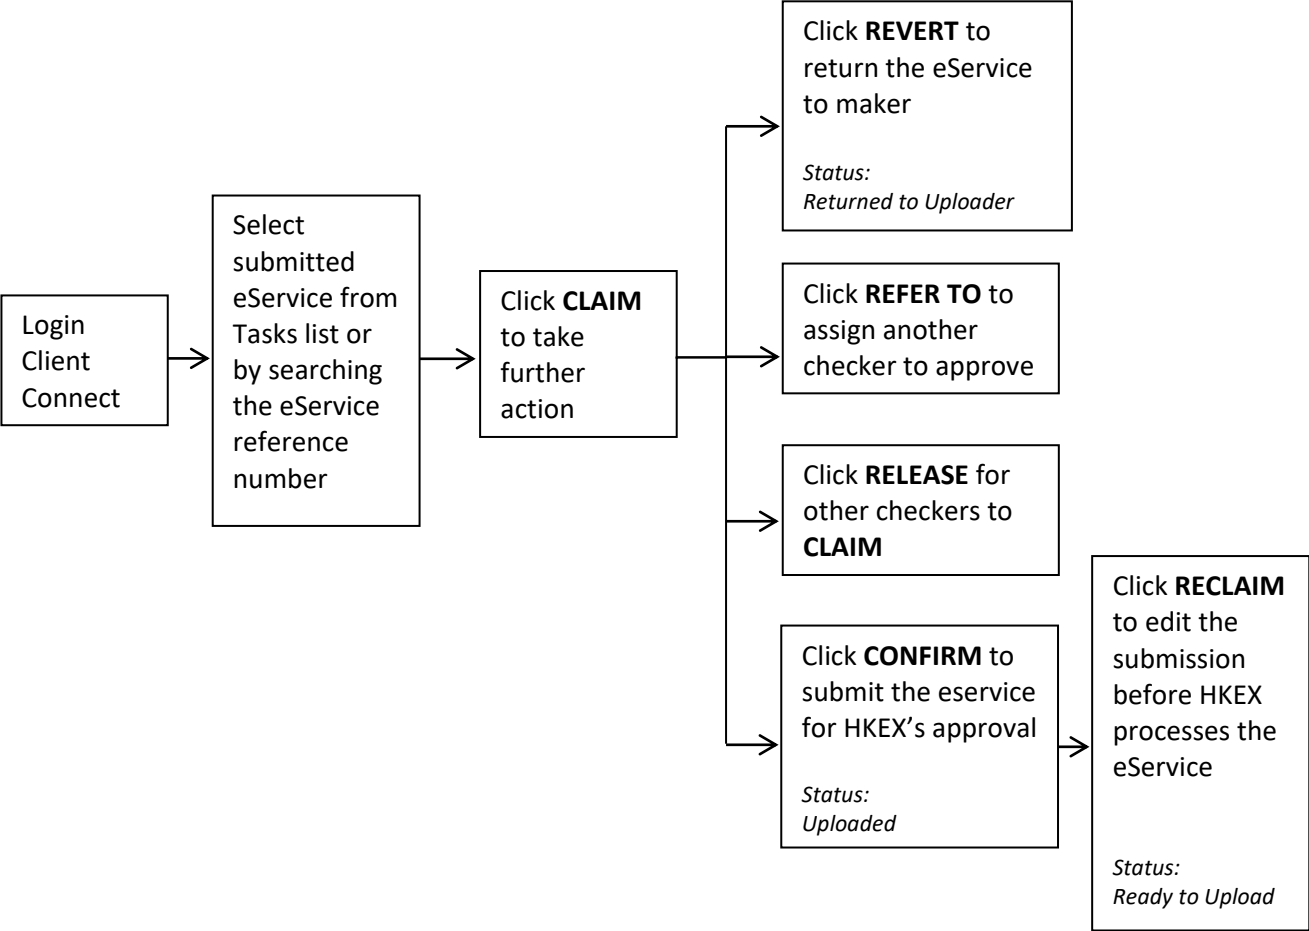 Login
Client
Connect
Select
submitted
eService from
Tasks list or
by searching
the eService
reference
number
Click CLAIM
to take
further
action
Click REVERT to
return the eService
to maker
Status:
Returned to Uploader
Click REFER TO to
assign another
checker to approve
Click RELEASE for
other checkers to
CLAIM
Click CONFIRM to
submit the eservice
for HKEX’s approval
Status:
Uploaded
Click RECLAIM
to edit the
submission
before HKEX
processes the
eService
Status:
Ready to Upload